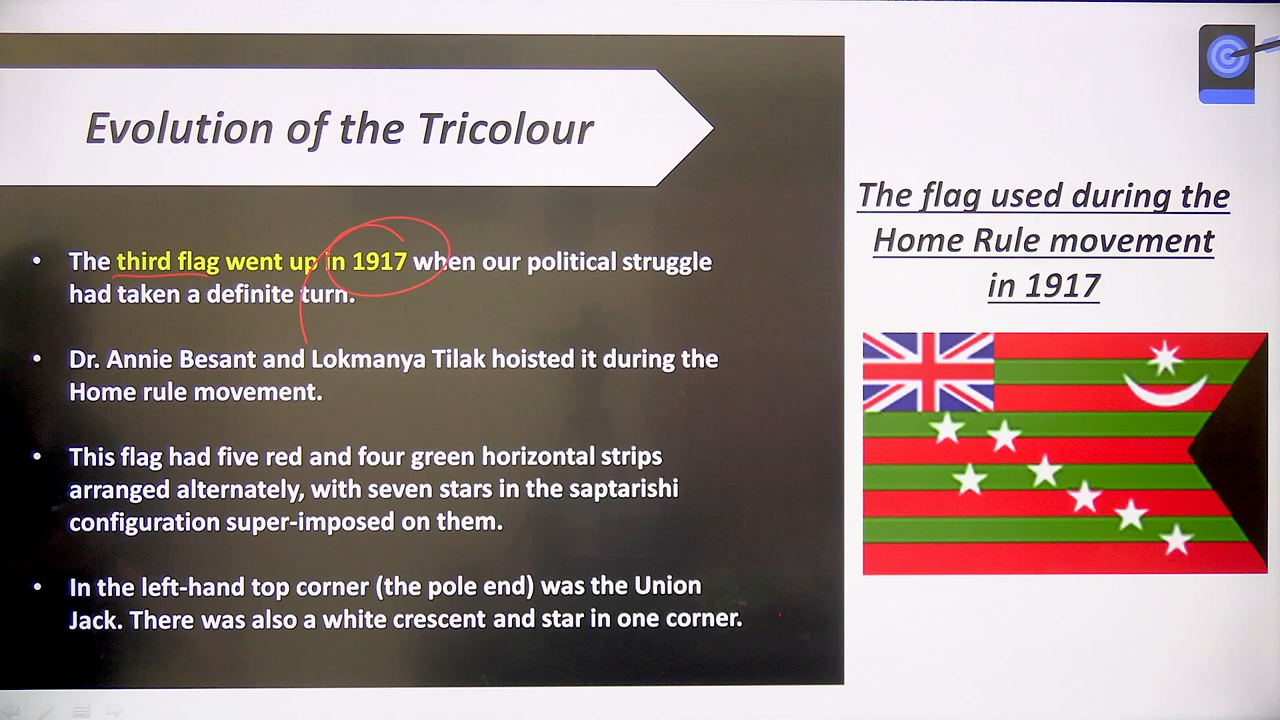 Evolution of the Tricolour
• The third flag went up in 1917 when our political struggle
had taken a definite turn.
• Dr. Annie Besant and Lokmanya Tilak hoisted it during the
Home rule movement.
• This flag had five red and four green horizontal strips
arranged alternately, with seven stars in the saptarishi
configuration super-imposed on them.
• In the left-hand top corner (the pole end) was the Union
Jack. There was also a white crescent and star in one corner.
The flag used during the
Home Rule movement
in 1917